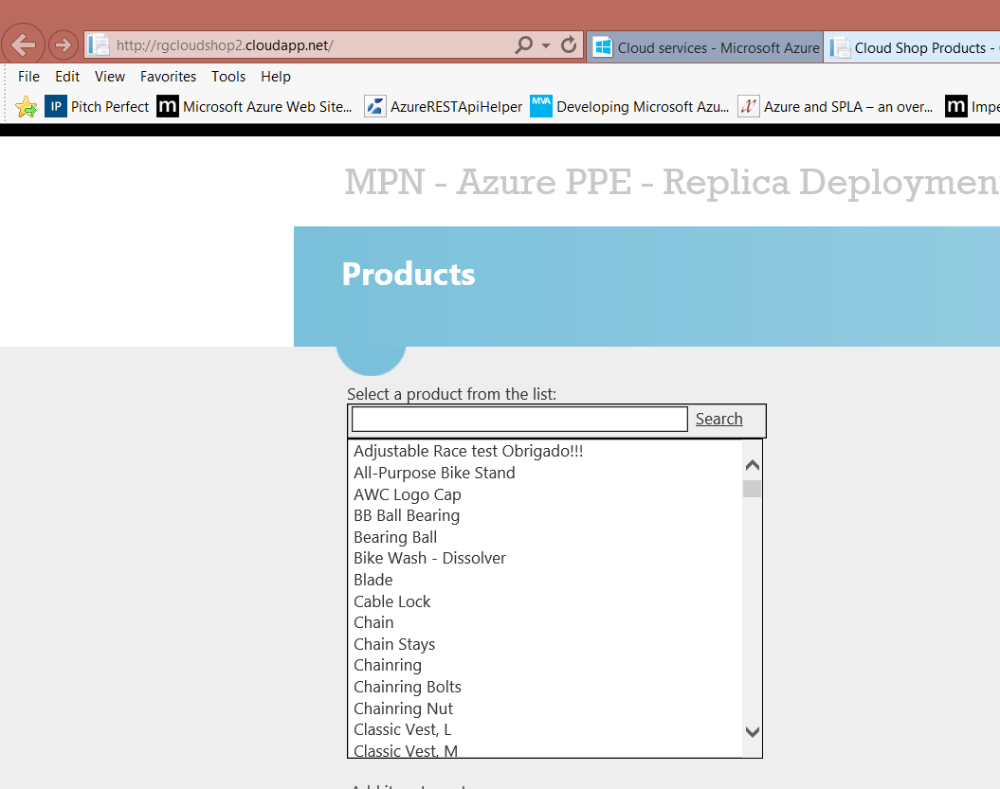 http://rgcloudshop2.cloudapp.net/
Cloud services - Microsoft Azure
Cloud Shop Products -
File Edit View Favorites Tools Help
IP Pitch Perfect m Microsoft Azure Web Site... AzureRESTApiHelper MVA Developing Microsoft Azu... Azure and SPLA – an over... m Impe
MPN - Azure PPE - Replica Deploymen
Products
Select a product from the list:
Search
Adjustable Race test Obrigado!!!
All-Purpose Bike Stand
AWC Logo Cap
BB Ball Bearing
Bearing Ball
Bike Wash - Dissolver
Blade
Cable Lock
Chain
Chain Stays
Chainring
Chainring Bolts
Chainring Nut
Classic Vest, L
Classic Vest, M